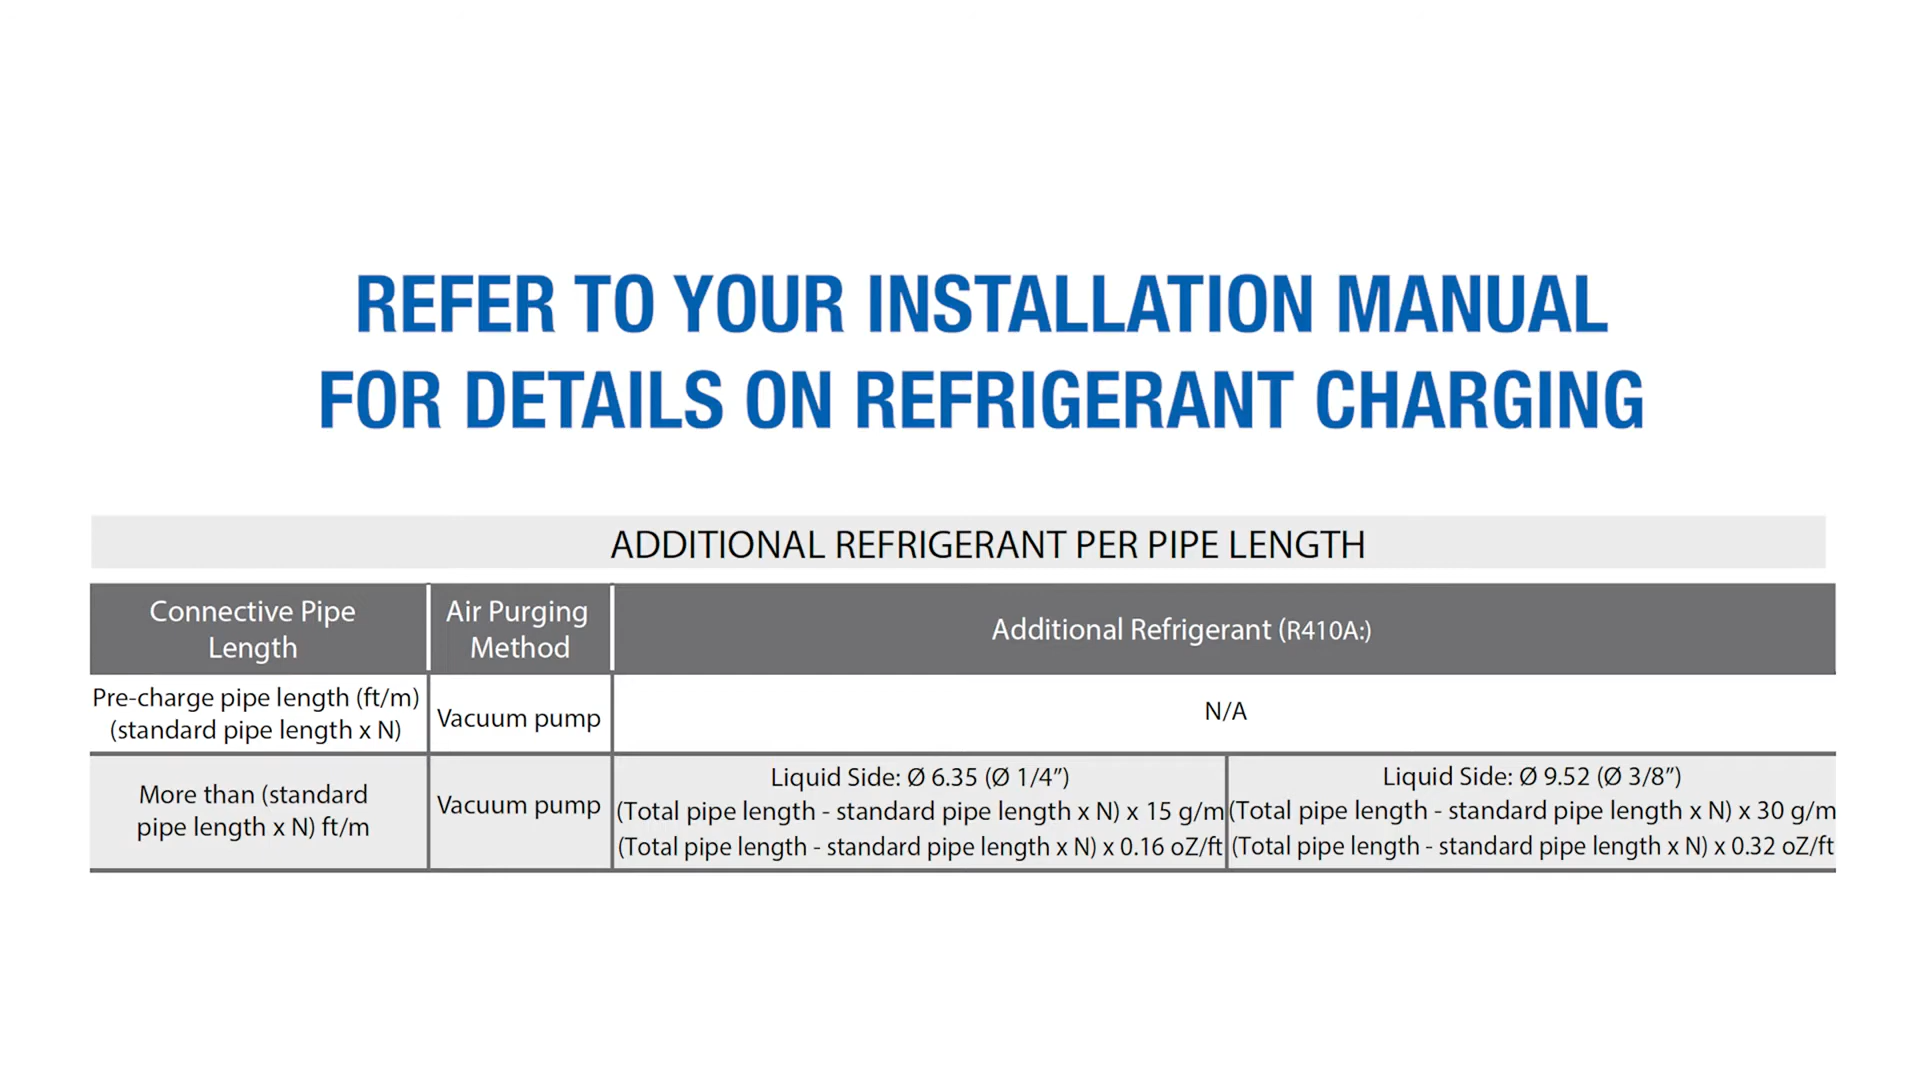 REFER TO YOUR INSTALLATION MANUAL
FOR DETAILS ON REFRIGERANT CHARGING
ADDITIONAL REFRIGERANT PER PIPE LENGTH
Connective Pipe
Length
Air Purging
Method
Additional Refrigerant (R410A:)
Pre-charge pipe length (ft/m)
(standard pipe length x N)
Vacuum pump
N/A
More than (standard
pipe length x N) ft/m
Vacuum pump
Liquid Side: Ø 6.35 (Ø 1/4”)
(Total pipe length - standard pipe length x N) x 15 g/m
(Total pipe length - standard pipe length x N) x 0.16 oZ/ft
Liquid Side: Ø 9.52 (Ø 3/8”)
(Total pipe length - standard pipe length x N) x 30 g/m
(Total pipe length - standard pipe length x N) x 0.32 oZ/ft